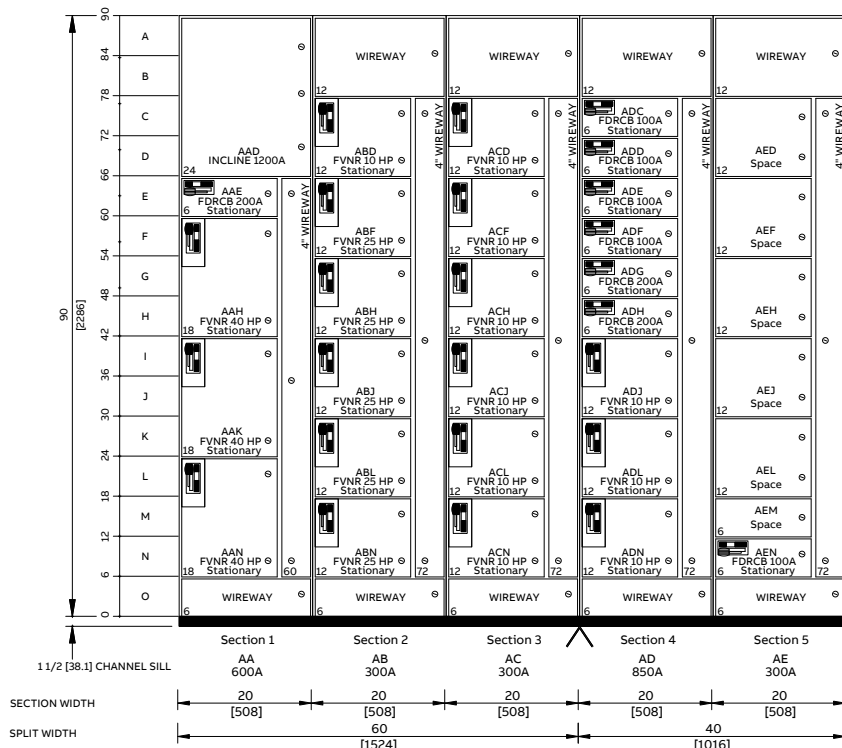 90
84
78
72
66
60
54
48
42
36
30
24
18
12
6
0
90
[2286]
A
B
C
D
E
F
G
H
I
J
K
L
M
N
O
AAD
INCLINE 1200A
24
AAE
FDRCB 200A
6 Stationary
4" WIREWAY
AAH
FVNR 40 HP
18 Stationary
AAK
FVNR 40 HP
18 Stationary
AAN
FVNR 40 HP
18 Stationary
60
WIREWAY
6
WIREWAY
12
4" WIREWAY
ABD
FVNR 10 HP
12 Stationary
ABF
FVNR 25 HP
12 Stationary
ABH
FVNR 25 HP
12 Stationary
ABJ
FVNR 25 HP
12 Stationary
ABL
FVNR 25 HP
12 Stationary
ABN
FVNR 25 HP
12 Stationary
72
WIREWAY
6
WIREWAY
12
4" WIREWAY
ACD
FVNR 10 HP
12 Stationary
ACF
FVNR 10 HP
12 Stationary
ACH
FVNR 10 HP
12 Stationary
ACJ
FVNR 10 HP
12 Stationary
ACL
FVNR 10 HP
12 Stationary
ACN
FVNR 10 HP
12 Stationary
72
WIREWAY
6
WIREWAY
12
4" WIREWAY
ADC
FDRCB 100A
6 Stationary
ADD
FDRCB 100A
6 Stationary
ADE
FDRCB 100A
6 Stationary
ADF
FDRCB 100A
6 Stationary
ADG
FDRCB 200A
6 Stationary
ADH
FDRCB 200A
6 Stationary
ADJ
FVNR 10 HP
12 Stationary
ADL
FVNR 10 HP
12 Stationary
ADN
FVNR 10 HP
12 Stationary
72
WIREWAY
6
WIREWAY
12
4" WIREWAY
AED
Space
12
AEF
Space
12
AEH
Space
12
AEJ
Space
12
AEL
Space
12
AEM
Space
6
AEN
FDRCB 100A
6 Stationary
72
WIREWAY
6
1 1/2 [38.1] CHANNEL SILL
Section 1 Section 2 Section 3 Section 4 Section 5
AA AB AC AD AE
600A 300A 300A 850A 300A
SECTION WIDTH 20 20 20 20 20
[508] [508] [508] [508] [508]
SPLIT WIDTH 60 40
[1524] [1016]